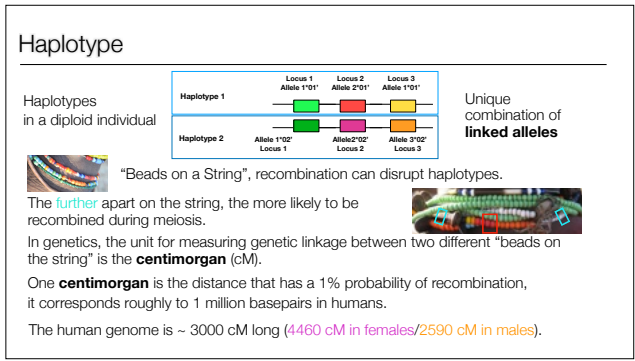 Haplotype
Haplotypes
in a diploid individual
Locus 1 Locus 2 Locus 3
Allele 1*01' Allele 2*01' Allele 1*01'
Haplotype 1
Haplotype 2
Allele 1*02' Allele2*02' Allele 3*02'
Locus 1 Locus 2 Locus 3
Unique
combination of
linked alleles
“Beads on a String”, recombination can disrupt haplotypes.
The further apart on the string, the more likely to be
recombined during meiosis.
In genetics, the unit for measuring genetic linkage between two different “beads on
the string” is the centimorgan (cM).
One centimorgan is the distance that has a 1% probability of recombination,
it corresponds roughly to 1 million basepairs in humans.
The human genome is ~ 3000 cM long (4460 cM in females/2590 cM in males).